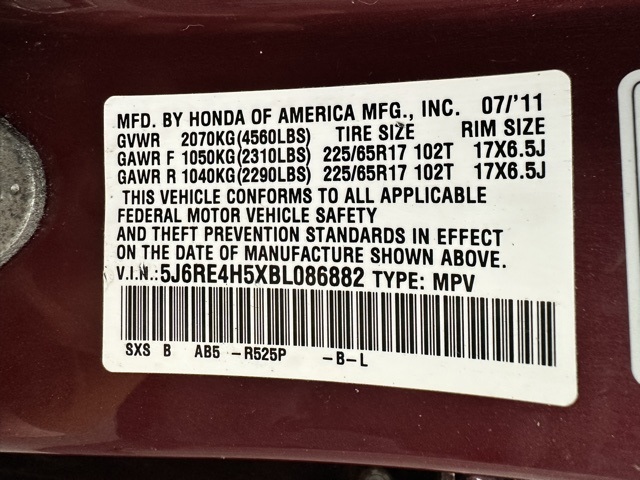 MFD. BY HONDA OF AMERICA MFG., INC. 07/'11
GVWR 2070KG(4560LBS) TIRE SIZE RIM SIZE
GAWR F 1050KG(2310LBS) 225/65R17 102T 17X6.5J
GAWR R 1040KG(2290LBS) 225/65R17 102T 17X6.5J
THIS VEHICLE CONFORMS TO ALL APPLICABLE
FEDERAL MOTOR VEHICLE SAFETY
AND THEFT PREVENTION STANDARDS IN EFFECT
ON THE DATE OF MANUFACTURE SHOWN ABOVE.
V.I.N.:5J6RE4H5XBL086882 TYPE: MPV
SXS B AB5 -R525P -B-L